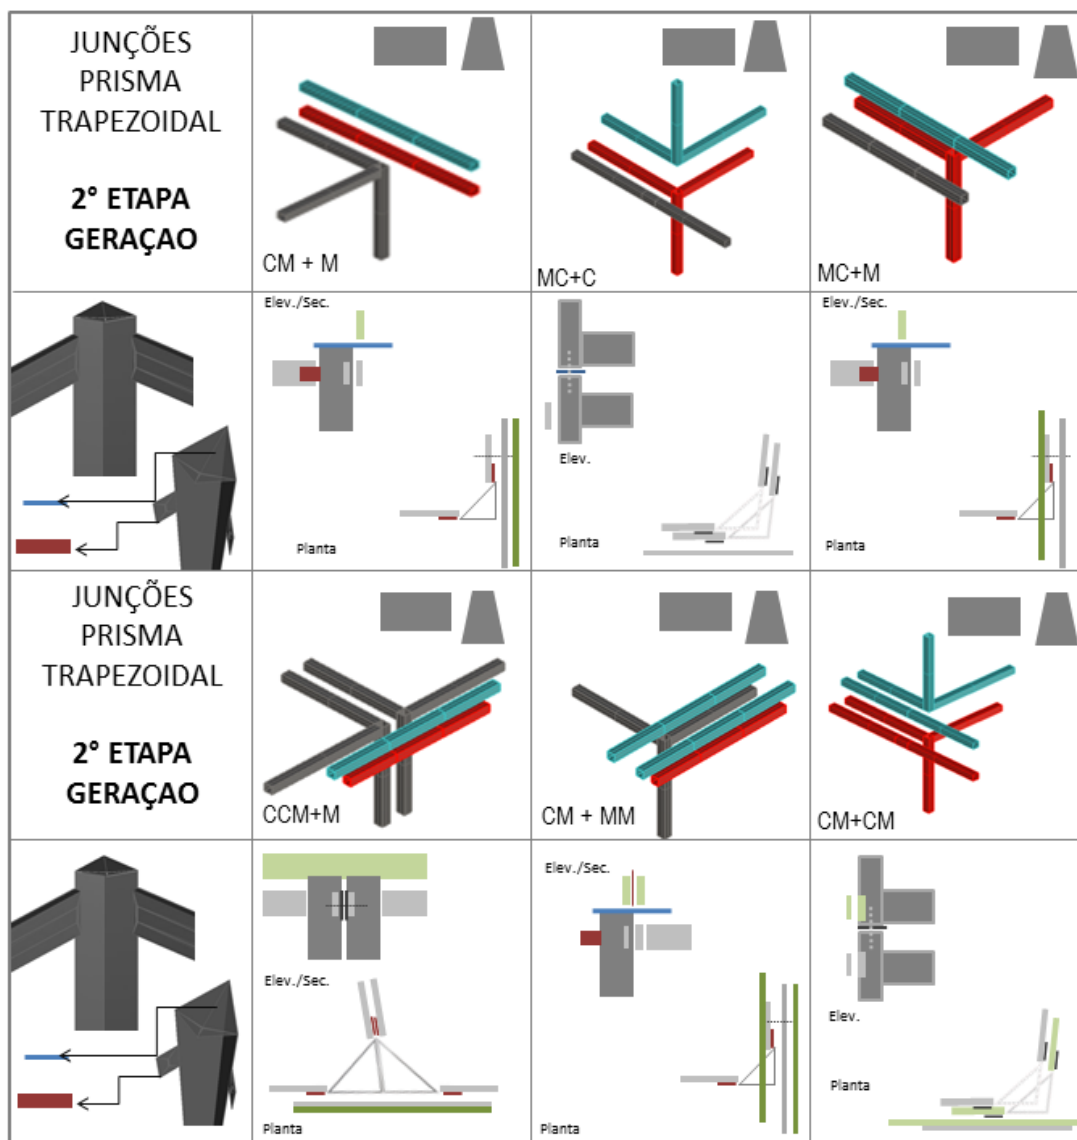 JUNÇÕES
PRISMA
TRAPEZOIDAL
2° ETAPA
GERAÇAO
CM + M
MC+C
MC+M
Elev./Sec.
Planta
Elev.
Planta
Elev./Sec.
Planta
JUNÇÕES
PRISMA
TRAPEZOIDAL
2° ETAPA
GERAÇAO
CCM+M
CM + MM
CM+CM
Elev./Sec.
Planta
Elev./Sec.
Planta
Elev.
Planta